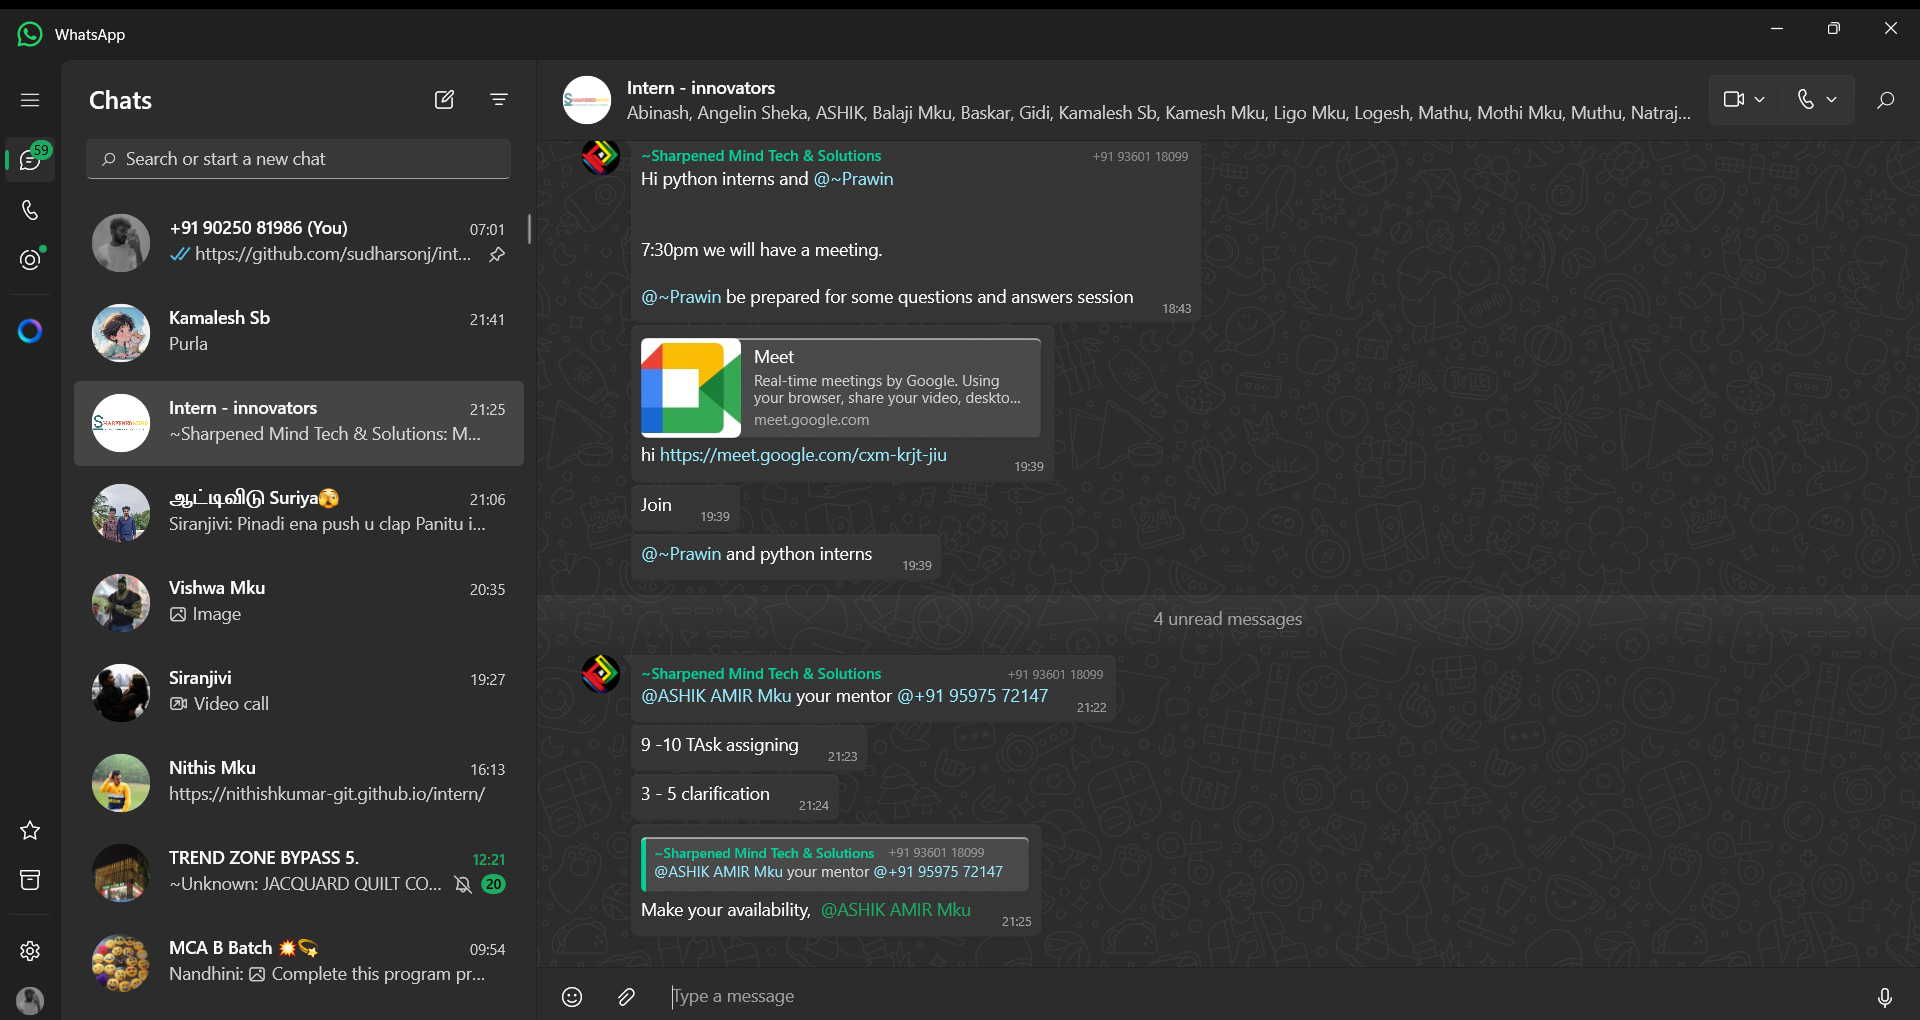 WhatsApp
Chats
59
Search or start a new chat
+91 90250 81986 (You)
07:01
https://github.com/sudharsonj/int...
Kamalesh Sb
21:41
Purla
Intern - innovators
21:25
~Sharpened Mind Tech & Solutions: M...
ஆட்டிவிடு Suriya🫣
21:06
Siranjivi: Pinadi ena push u clap Panitu i...
Vishwa Mku
20:35
Image
Siranjivi
19:27
Video call
Nithis Mku
16:13
https://nithishkumar-git.github.io/intern/
TREND ZONE BYPASS 5.
12:21
~Unknown: JACQUARD QUILT CO...
20
MCA B Batch 💥💫
09:54
Nandhini: Complete this program pr...
Intern - innovators
Abinash, Angelin Sheka, ASHIK, Balaji Mku, Baskar, Gidi, Kamalesh Sb, Kamesh Mku, Ligo Mku, Logesh, Mathu, Mothi Mku, Muthu, Natraj...
~Sharpened Mind Tech & Solutions
+91 93601 18099
Hi python interns and @~Prawin
7:30pm we will have a meeting.
@~Prawin be prepared for some questions and answers session
18:43
Meet
Real-time meetings by Google. Using
your browser, share your video, deskto...
meet.google.com
hi https://meet.google.com/cxm-krjt-jiu
19:39
Join
19:39
@~Prawin and python interns
19:39
4 unread messages
~Sharpened Mind Tech & Solutions
+91 93601 18099
@ASHIK AMIR Mku your mentor @+91 95975 72147
21:22
9 -10 TAsk assigning
21:23
3 - 5 clarification
21:24
~Sharpened Mind Tech & Solutions +91 93601 18099
@ASHIK AMIR Mku your mentor @+91 95975 72147
Make your availability, @ASHIK AMIR Mku
21:25
Type a message